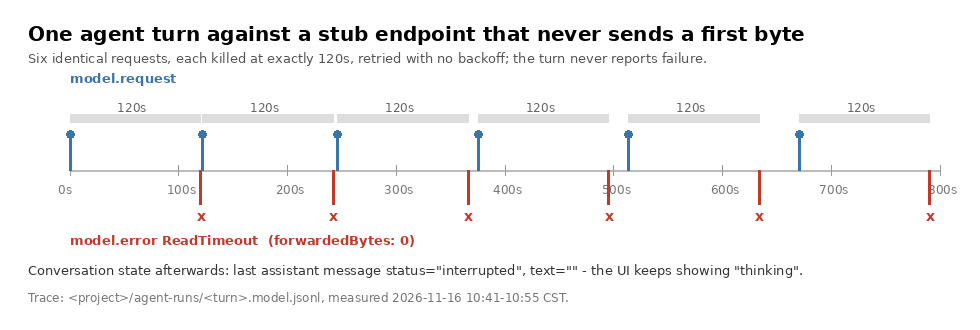 One agent turn against a stub endpoint that never sends a first byte
Six identical requests, each killed at exactly 120s, retried with no backoff; the turn never reports failure.
model.request
120s 120s 120s 120s 120s 120s
0s 100s 200s 300s 400s 500s 600s 700s 800s
x x x x x x x
model.error ReadTimeout (forwardedBytes: 0)
Conversation state afterwards: last assistant message status="interrupted", text="" - the UI keeps showing "thinking".
Trace: <project>/agent-runs/<turn>.model.jsonl, measured 2026-11-16 10:41-10:55 CST.